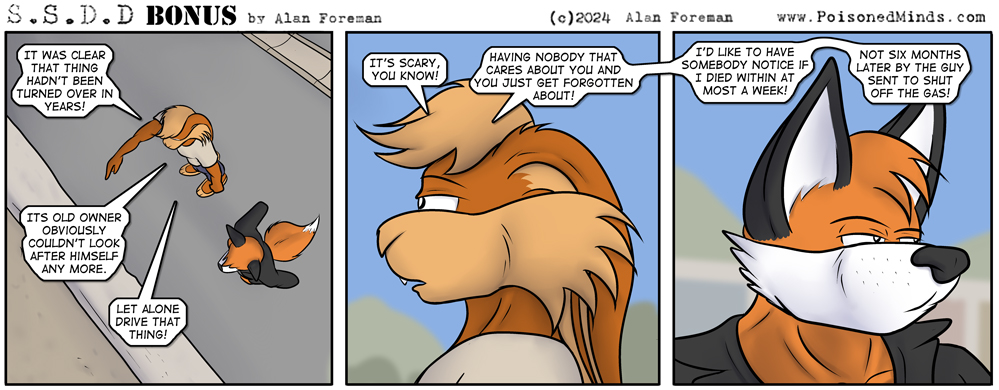 S.S.D.D BONUS by Alan Foreman (c)2024 Alan Foreman www.PoisonedMinds.com
IT WAS CLEAR
THAT THING
HADN'T BEEN
TURNED OVER IN
YEARS!
ITS OLD OWNER
OBVIOUSLY
COULDN'T LOOK
AFTER HIMSELF
ANY MORE.
LET ALONE
DRIVE THAT
THING!
IT'S SCARY,
YOU KNOW!
HAVING NOBODY THAT
CARES ABOUT YOU AND
YOU JUST GET FORGOTTEN
ABOUT!
I'D LIKE TO HAVE
SOMEBODY NOTICE IF
I DIED WITHIN AT
MOST A WEEK!
NOT SIX MONTHS
LATER BY THE GUY
SENT TO SHUT
OFF THE GAS!